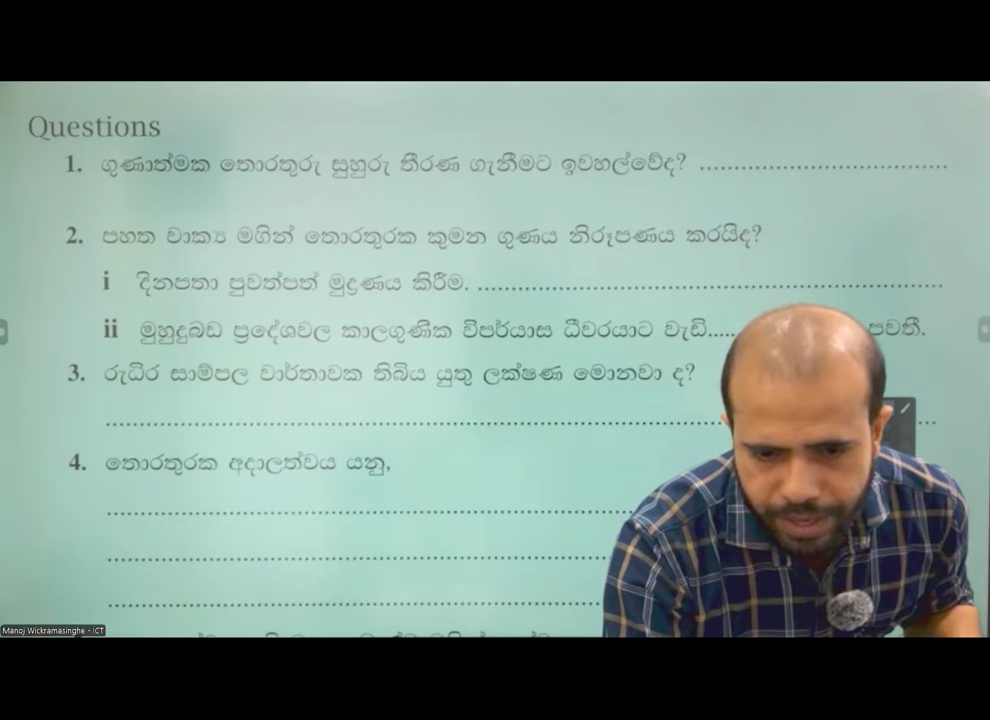 Questions
1. ගුණාත්මක තොරතුරු සුහුරු තීරණ ගැනීමට ඉවහල්වේද? ................................................
2. පහත වාක්‍ය මගින් තොරතුරක කුමන ගුණය නිරූපණය කරයිද?
i දිනපතා පුවත්පත් මුද්‍රණය කිරීම. ................................................
ii මුහුදුබඩ ප්‍රදේශවල කාලගුණික විපර්යාස ධීවරයාට වැඩි...... පවතී.
3. රුධිර සාම්පල වාර්තාවක තිබිය යුතු ලක්ෂණ මොනවා ද?
................................................
4. තොරතුරක අදාලත්වය යනු,
................................................
................................................
................................................
Manoj Wickramasinghe - ICT